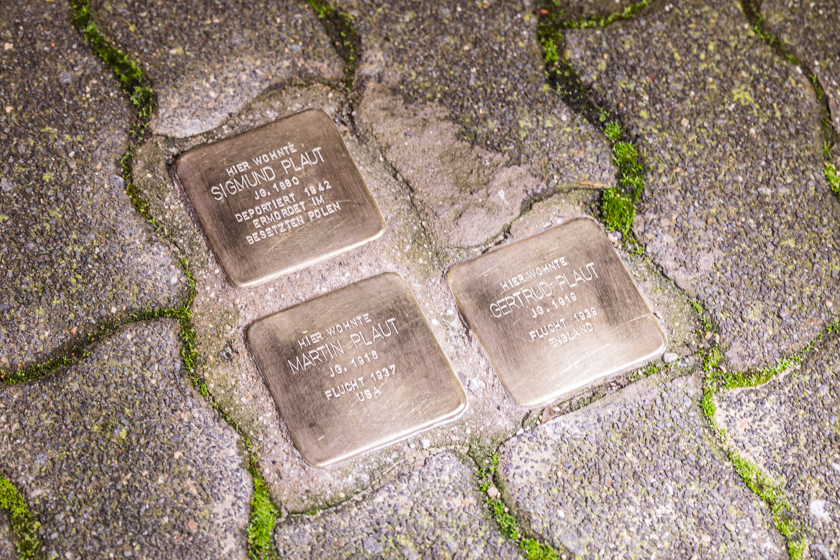 HIER WOHNTE
SIGMUND PLAUT
JG. 1880
DEPORTIERT 1942
ERMORDET IM
BESETZTEN POLEN
HIER WOHNTE
MARTIN PLAUT
JG. 1915
FLUCHT 1937
USA
HIER WOHNTE
GERTRUD PLAUT
JG. 1919
FLUCHT 1939
ENGLAND